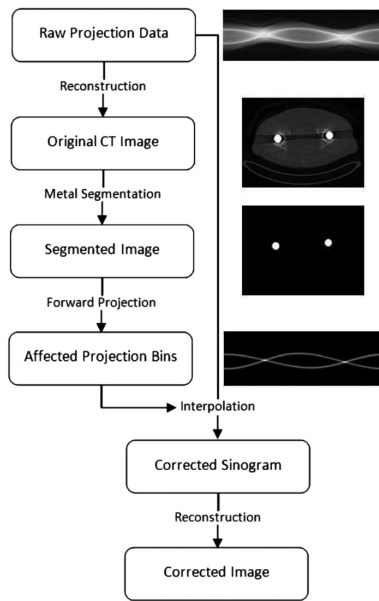 Raw Projection Data
Reconstruction
Original CT Image
Metal Segmentation
Segmented Image
Forward Projection
Affected Projection Bins
Interpolation
Corrected Sinogram
Reconstruction
Corrected Image